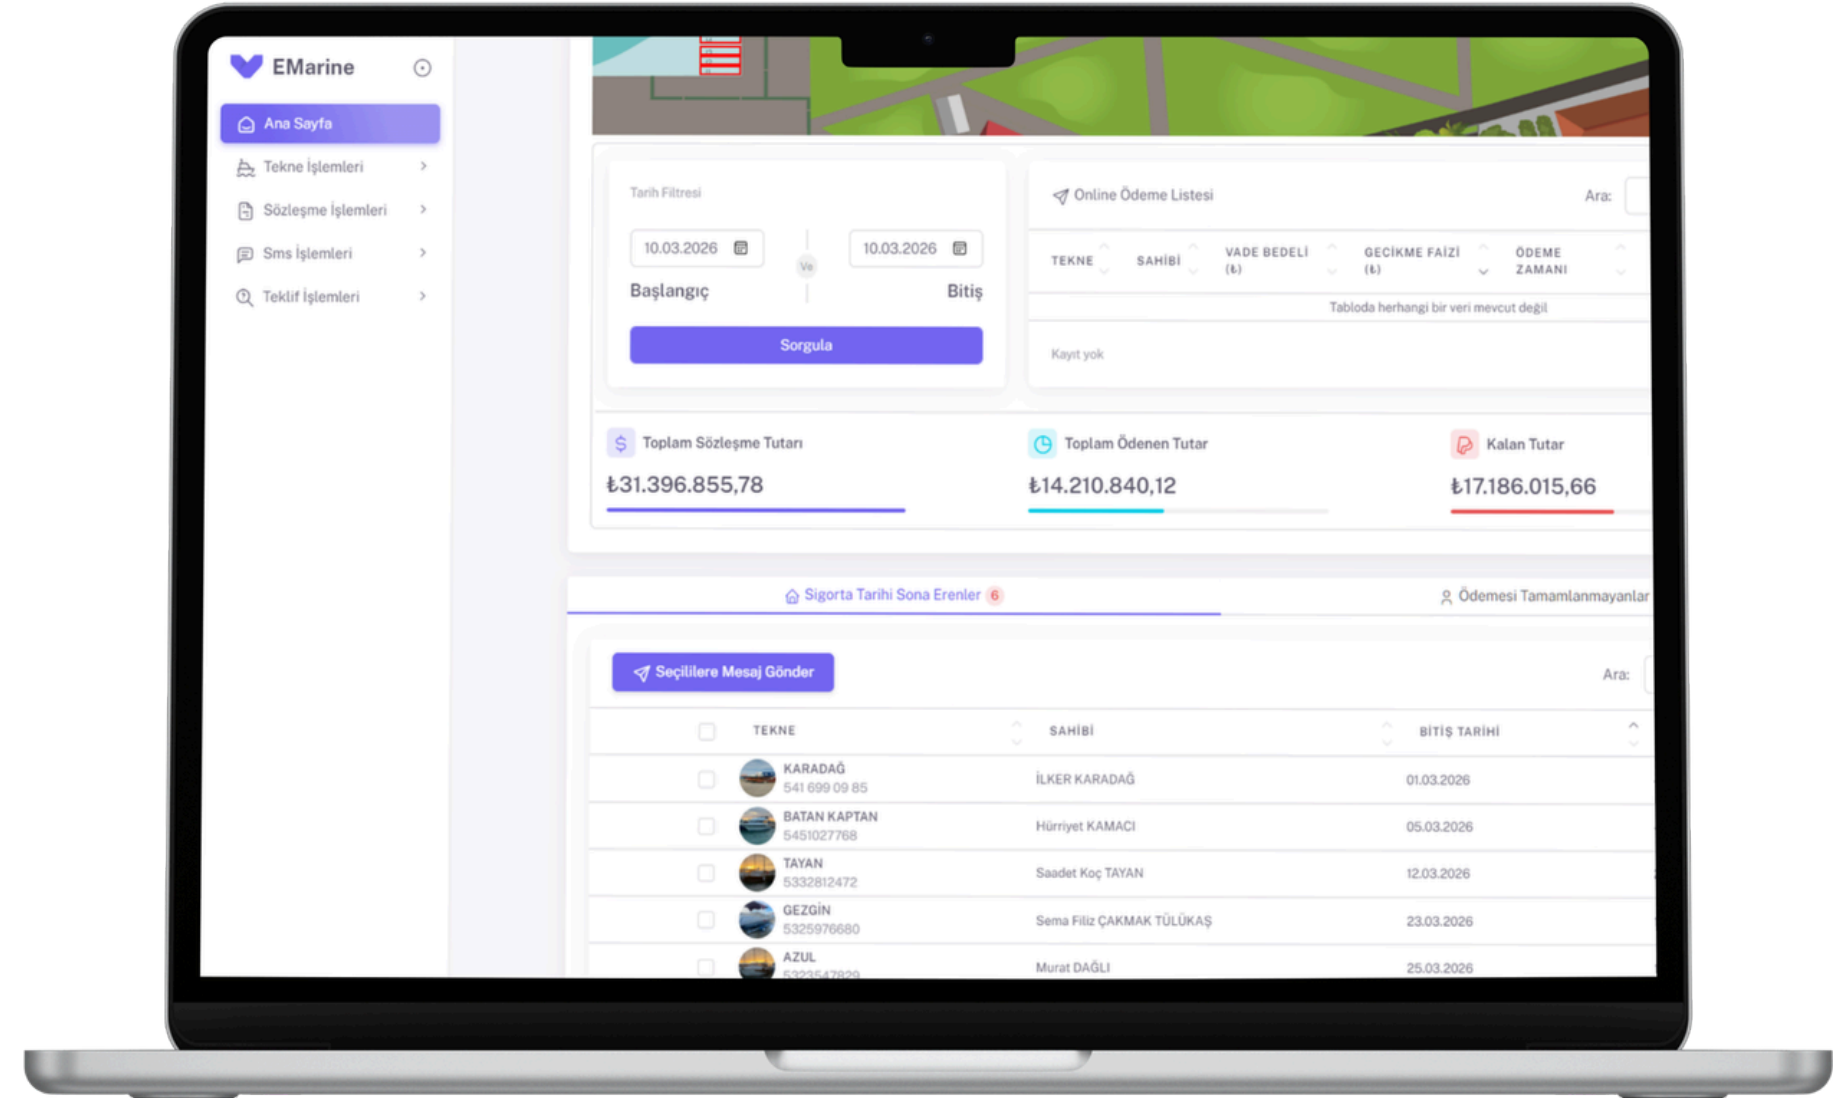 EMarine
Ana Sayfa
Tekne İşlemleri
Sözleşme İşlemleri
Sms İşlemleri
Teklif İşlemleri
Tarih Filtresi
10.03.2026
Ve
10.03.2026
Başlangıç
Bitiş
Sorgula
Online Ödeme Listesi
Ara:
TEKNE
SAHİBİ
VADE BEDELİ
(₺)
GECİKME FAİZİ
(₺)
ÖDEME
ZAMANI
Tabloda herhangi bir veri mevcut değil
Kayıt yok
Toplam Sözleşme Tutarı
₺31.396.855,78
Toplam Ödenen Tutar
₺14.210.840,12
Kalan Tutar
₺17.186.015,66
Sigorta Tarihi Sona Erenler 6
Ödemesi Tamamlanmayanlar
Seçililere Mesaj Gönder
Ara:
TEKNE SAHİBİ BİTİŞ TARİHİ
KARADAĞ
541 699 09 85
İLKER KARADAĞ
01.03.2026
BATAN KAPTAN
5451027768
Hürriyet KAMACI
05.03.2026
TAYAN
5332812472
Saadet Koç TAYAN
12.03.2026
GEZGİN
5325976680
Sema Filiz ÇAKMAK TÜLÜKAŞ
23.03.2026
AZUL
5323547829
Murat DAĞLI
25.03.2026